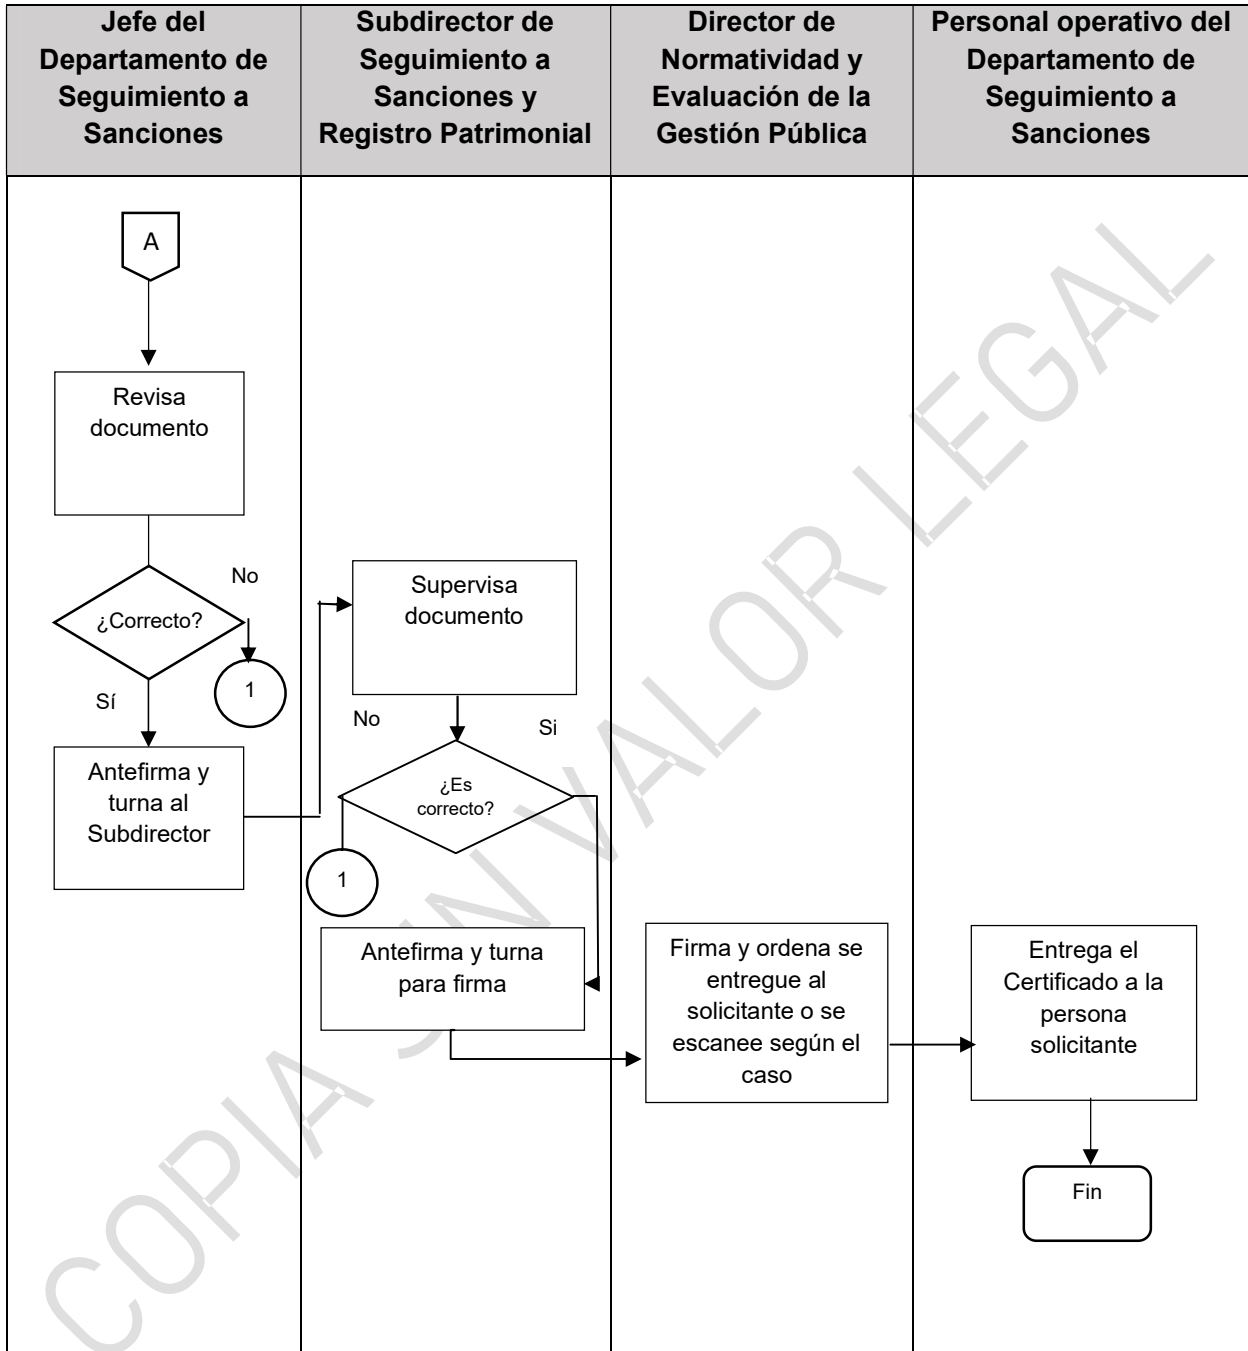 Jefe del
Departamento de
Seguimiento a
Sanciones
Subdirector de
Seguimiento a
Sanciones y
Registro Patrimonial
Director de
Normatividad y
Evaluación de la
Gestión Pública
Personal operativo del
Departamento de
Seguimiento a
Sanciones
A
Revisa
documento
¿Correcto?
No
1
Sí
Antefirma y
turna al
Subdirector
Supervisa
documento
No
Si
¿Es
correcto?
1
Antefirma y turna
para firma
Firma y ordena se
entregue al
solicitante o se
escanee según el
caso
Entrega el
Certificado a la
persona
solicitante
Fin
COPIA SIN VALOR LEGAL